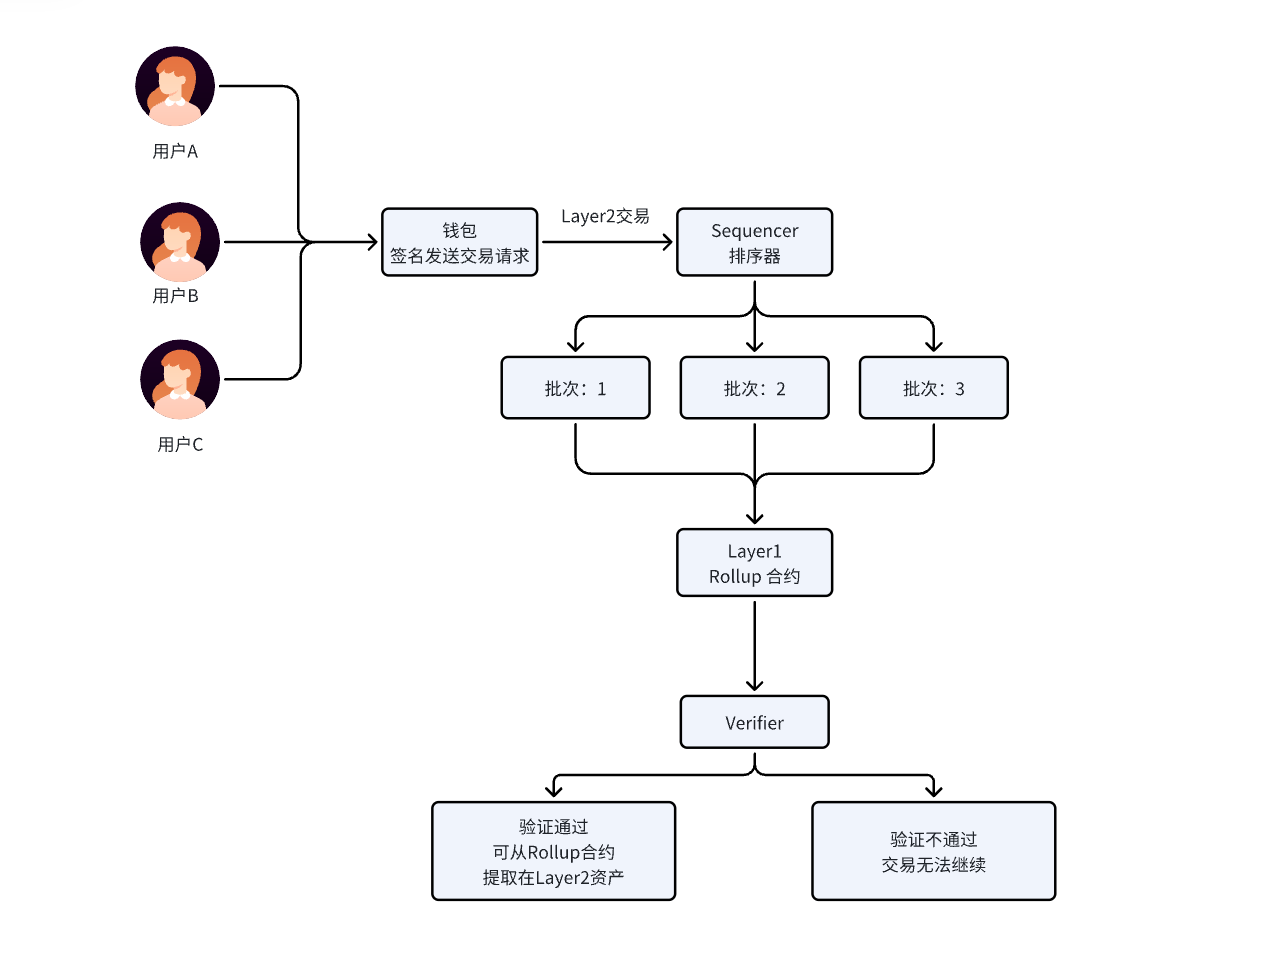 用户A
用户B
用户C
钱包
签名发送交易请求
Layer2交易
Sequencer
排序器
批次：1
批次：2
批次：3
Layer1
Rollup 合约
Verifier
验证通过
可从Rollup合约
提取在Layer2资产
验证不通过
交易无法继续